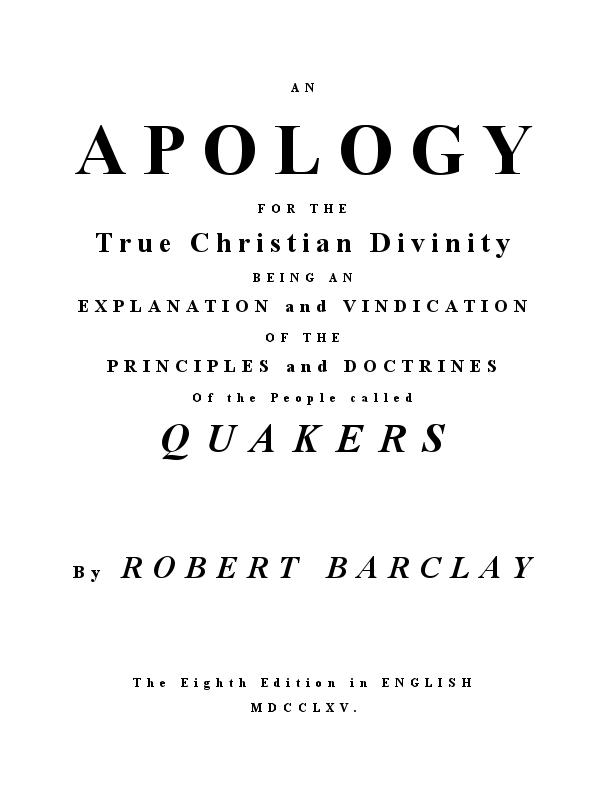 AN
APOLOGY
FOR THE
True Christian Divinity
BEING AN
EXPLANATION and VINDICATION
OF THE
PRINCIPLES and DOCTRINES
Of the People called
QUAKERS
By ROBERT BARCLAY
The Eighth Edition in ENGLISH
MDCCLXV.